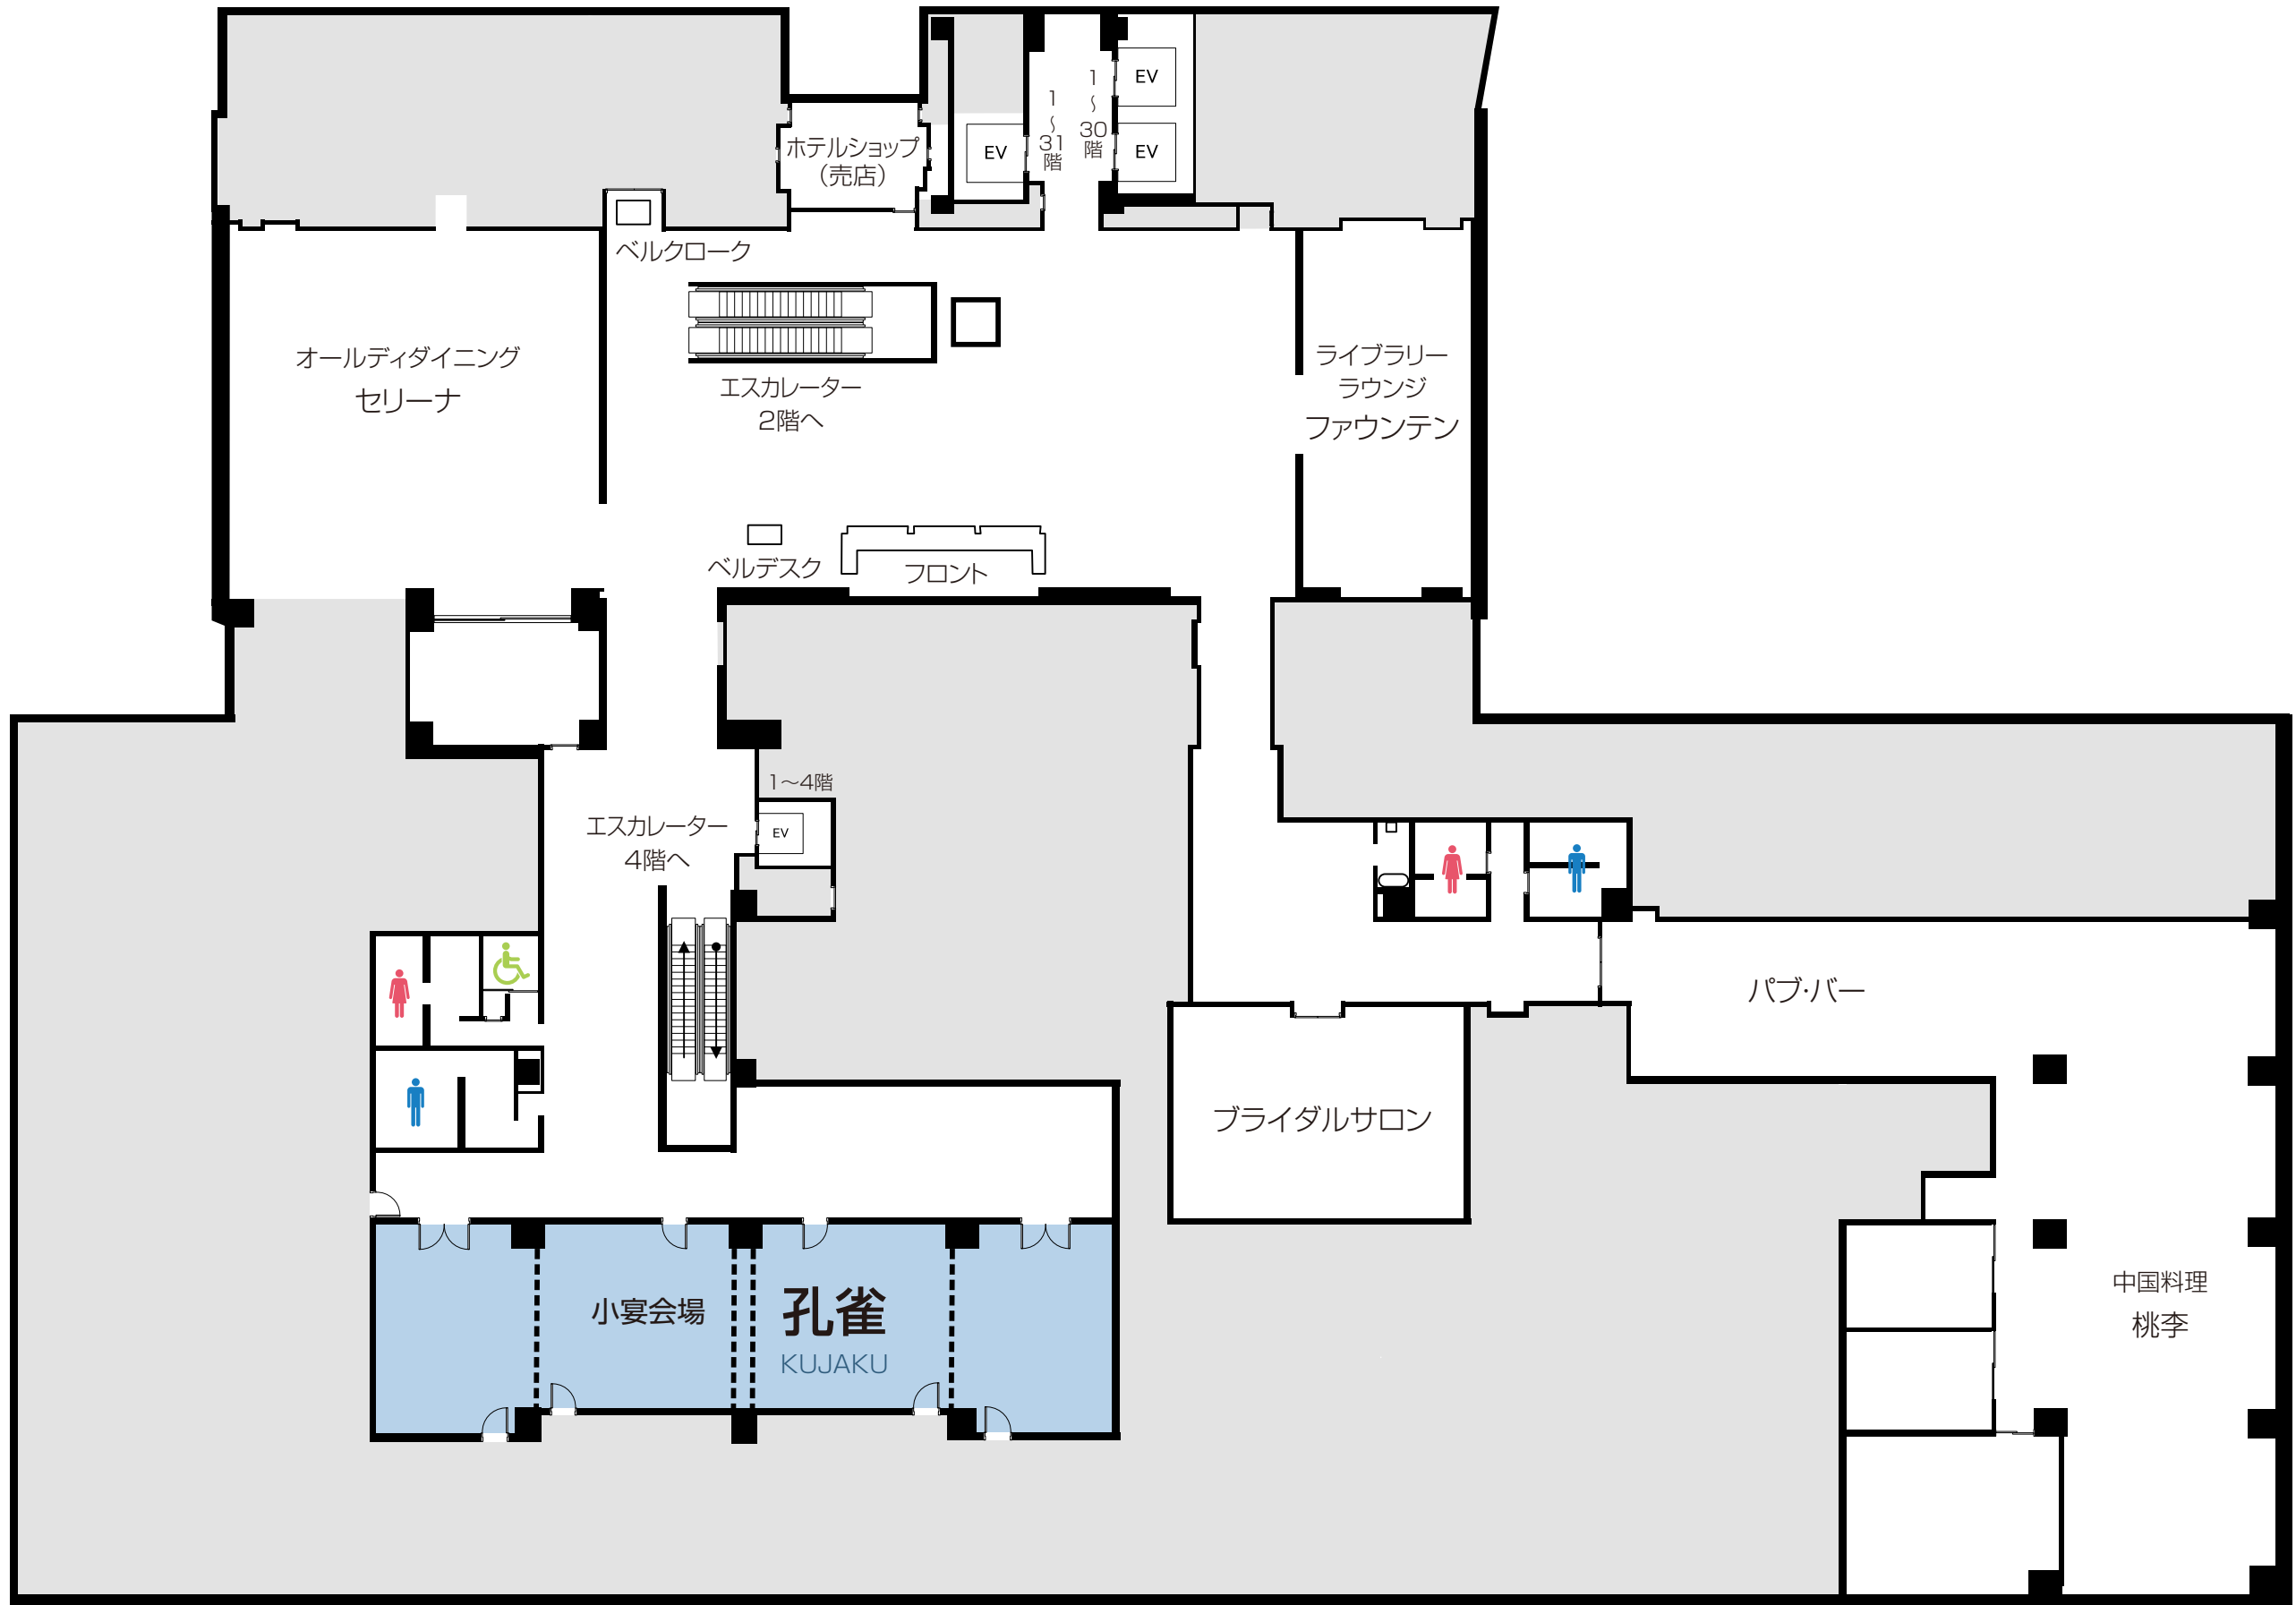 EV
1～30階
1～31階
EV
EV
ホテルショップ
（売店）
ベルクローク
エスカレーター
2階へ
オールディダイニング
セリーナ
ライブラリー
ラウンジ
ファウンテン
ベルデスク
フロント
1～4階
EV
エスカレーター
4階へ
パブ・バー
ブライダルサロン
小宴会場
孔雀
KUJAKU
中国料理
桃李